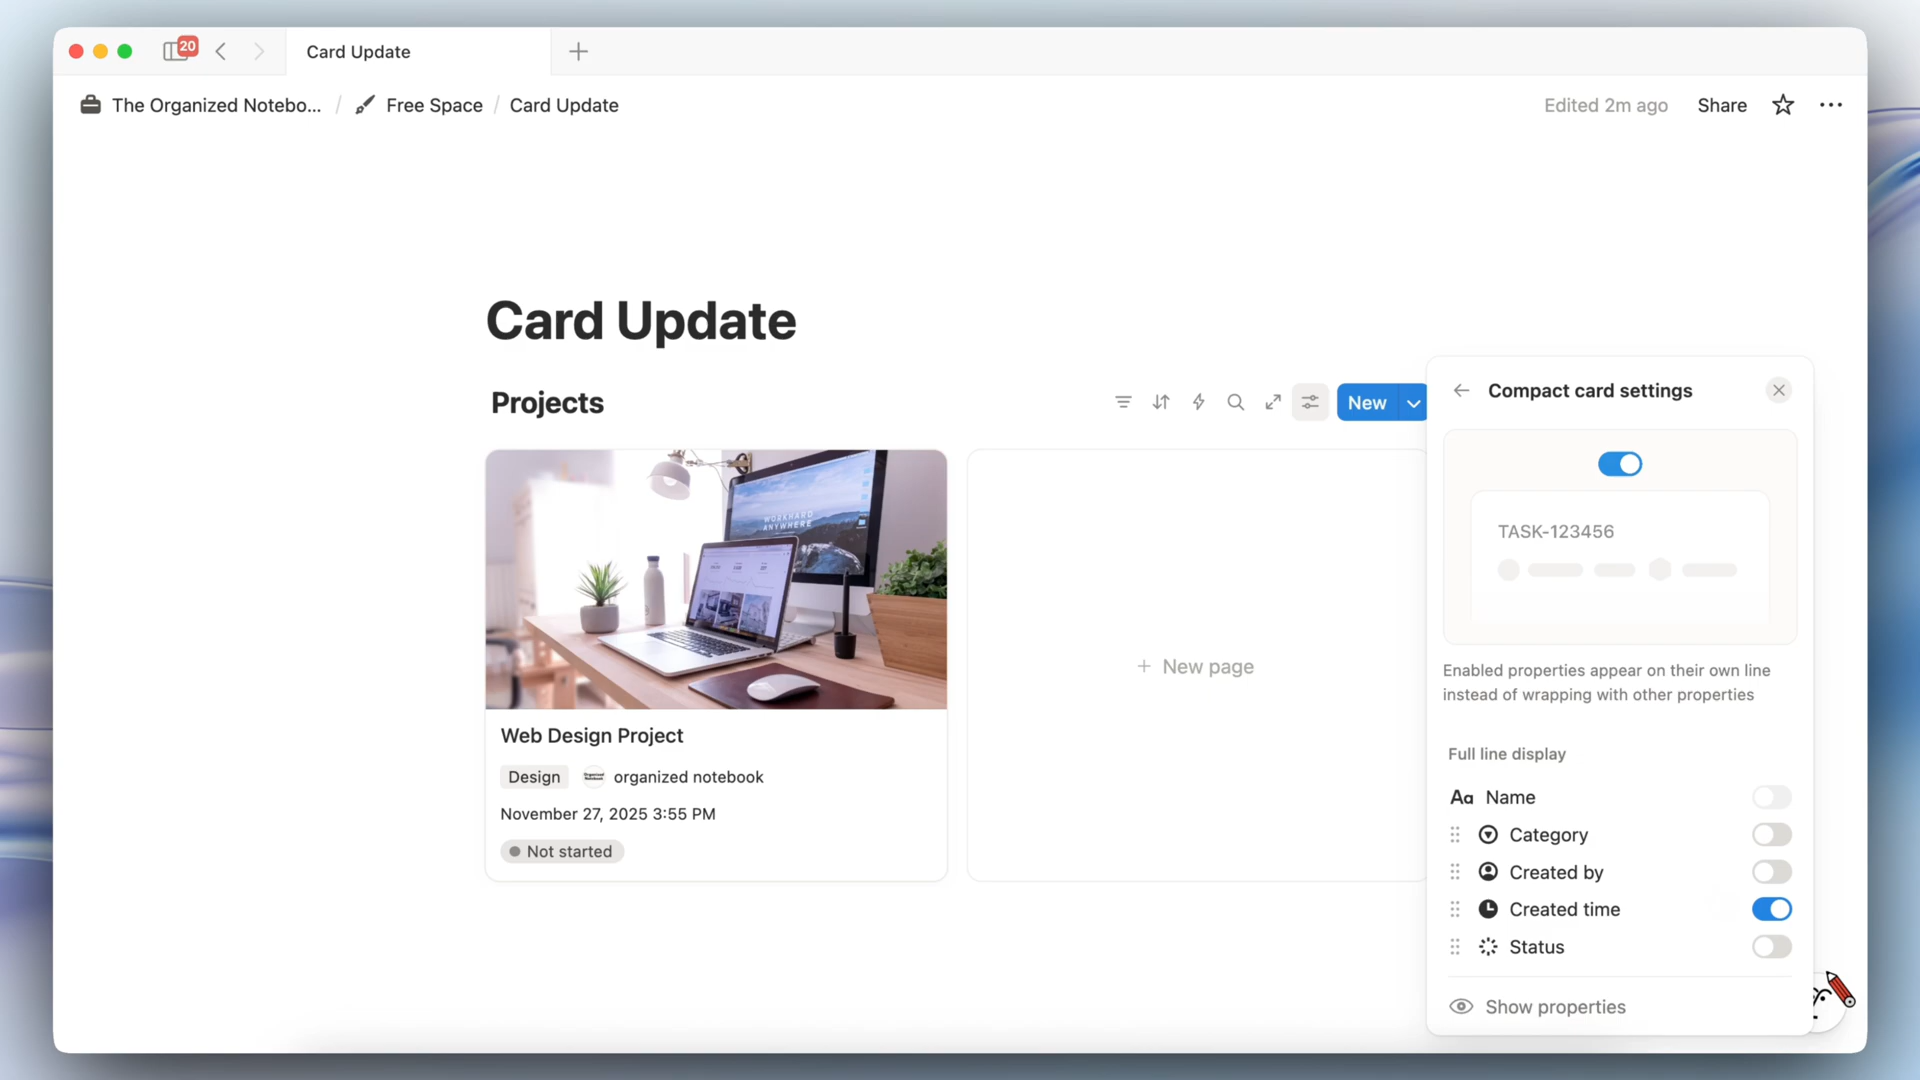 20
Card Update
The Organized Notebo... / Free Space / Card Update
Edited 2m ago
Share
Card Update
Projects
New
WORKHARD
ANYWHERE
+ New page
Web Design Project
Design
organized notebook
November 27, 2025 3:55 PM
Not started
Compact card settings
TASK-123456
Enabled properties appear on their own line
instead of wrapping with other properties
Full line display
Aa Name
Category
Created by
Created time
Status
Show properties